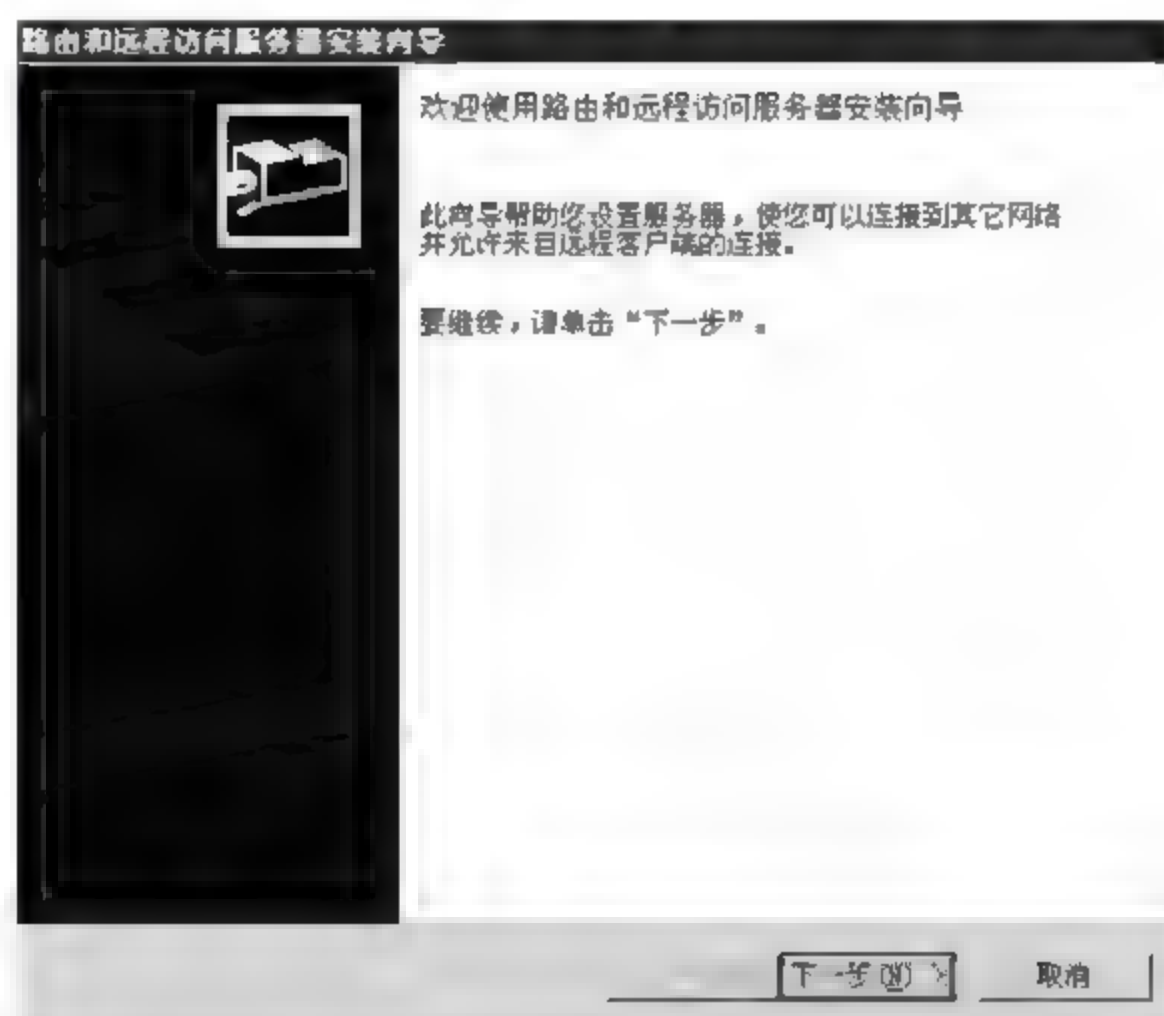 路由和远程访问服务器安装向导
欢迎使用路由和远程访问服务器安装向导
此向导帮助您设置服务器，使您可以连接到其它网络
并允许来自远程客户端的连接。
要继续，请单击“下一步”。
下一步(N) >
取消